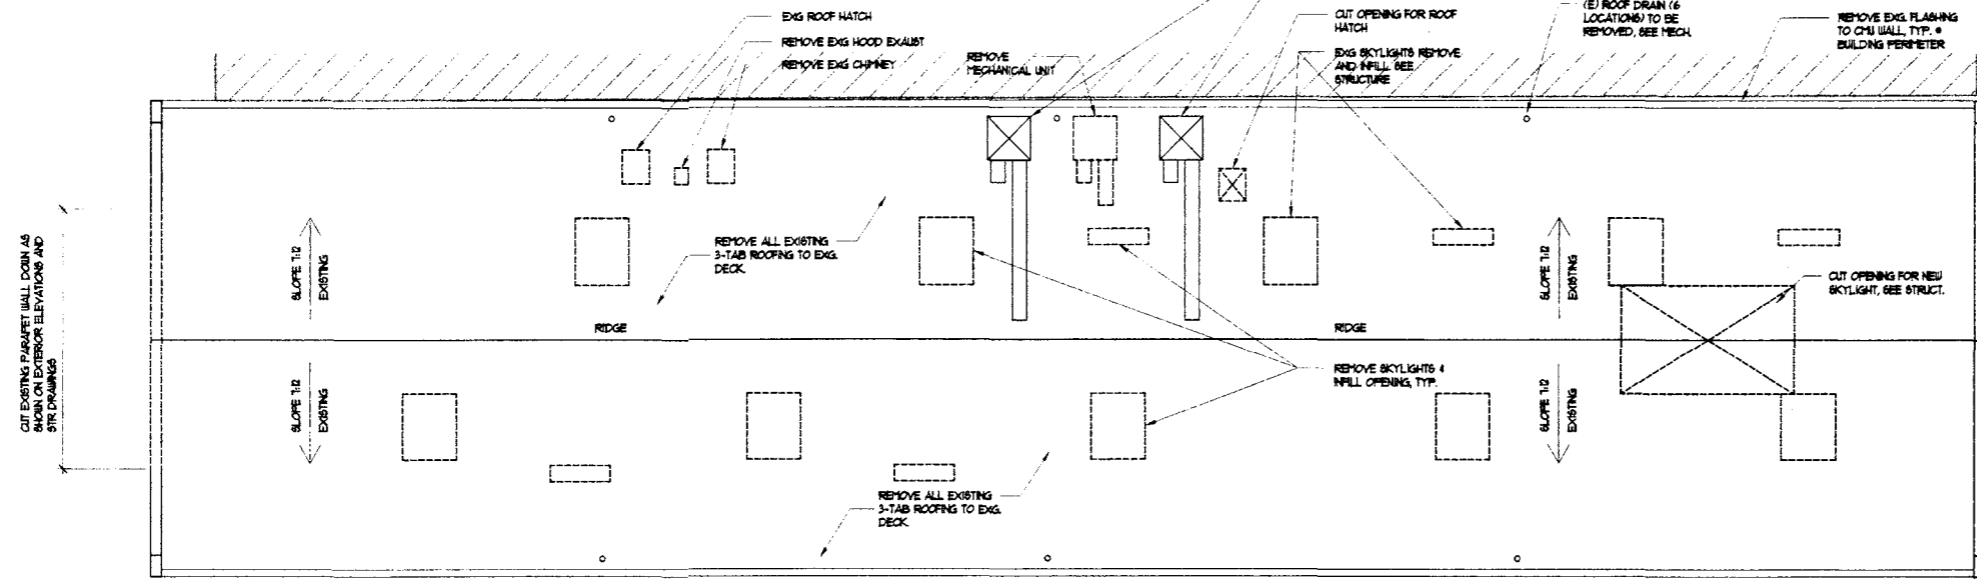 EXG ROOF HATCH
REMOVE EXG HOOD EXAUST
REMOVE EXG CHIMNEY
REMOVE
MECHANICAL UNIT
CUT OPENING FOR ROOF
HATCH
EXG SKYLIGHTS REMOVE
AND INFILL. SEE
STRUCTURE
(E) ROOF DRAIN (6
LOCATIONS) TO BE
REMOVED, SEE MECH.
REMOVE EXG. FLASHING
TO CMU WALL, TYP. @
BUILDING PERIMETER
CUT EXISTING PARAPET WALL DOWN AS
SHOWN ON EXTERIOR ELEVATIONS AND
STR. DRAWINGS
SLOPE 1:12
EXISTING
REMOVE ALL EXISTING
3-TAB ROOFING TO EXG.
DECK.
SLOPE 1:12
EXISTING
CUT OPENING FOR NEW
SKYLIGHT, SEE STRUCT.
RIDGE
RIDGE
SLOPE 1:12
EXISTING
REMOVE SKYLIGHTS &
INFILL OPENING, TYP.
SLOPE 1:12
EXISTING
REMOVE ALL EXISTING
3-TAB ROOFING TO EXG.
DECK.